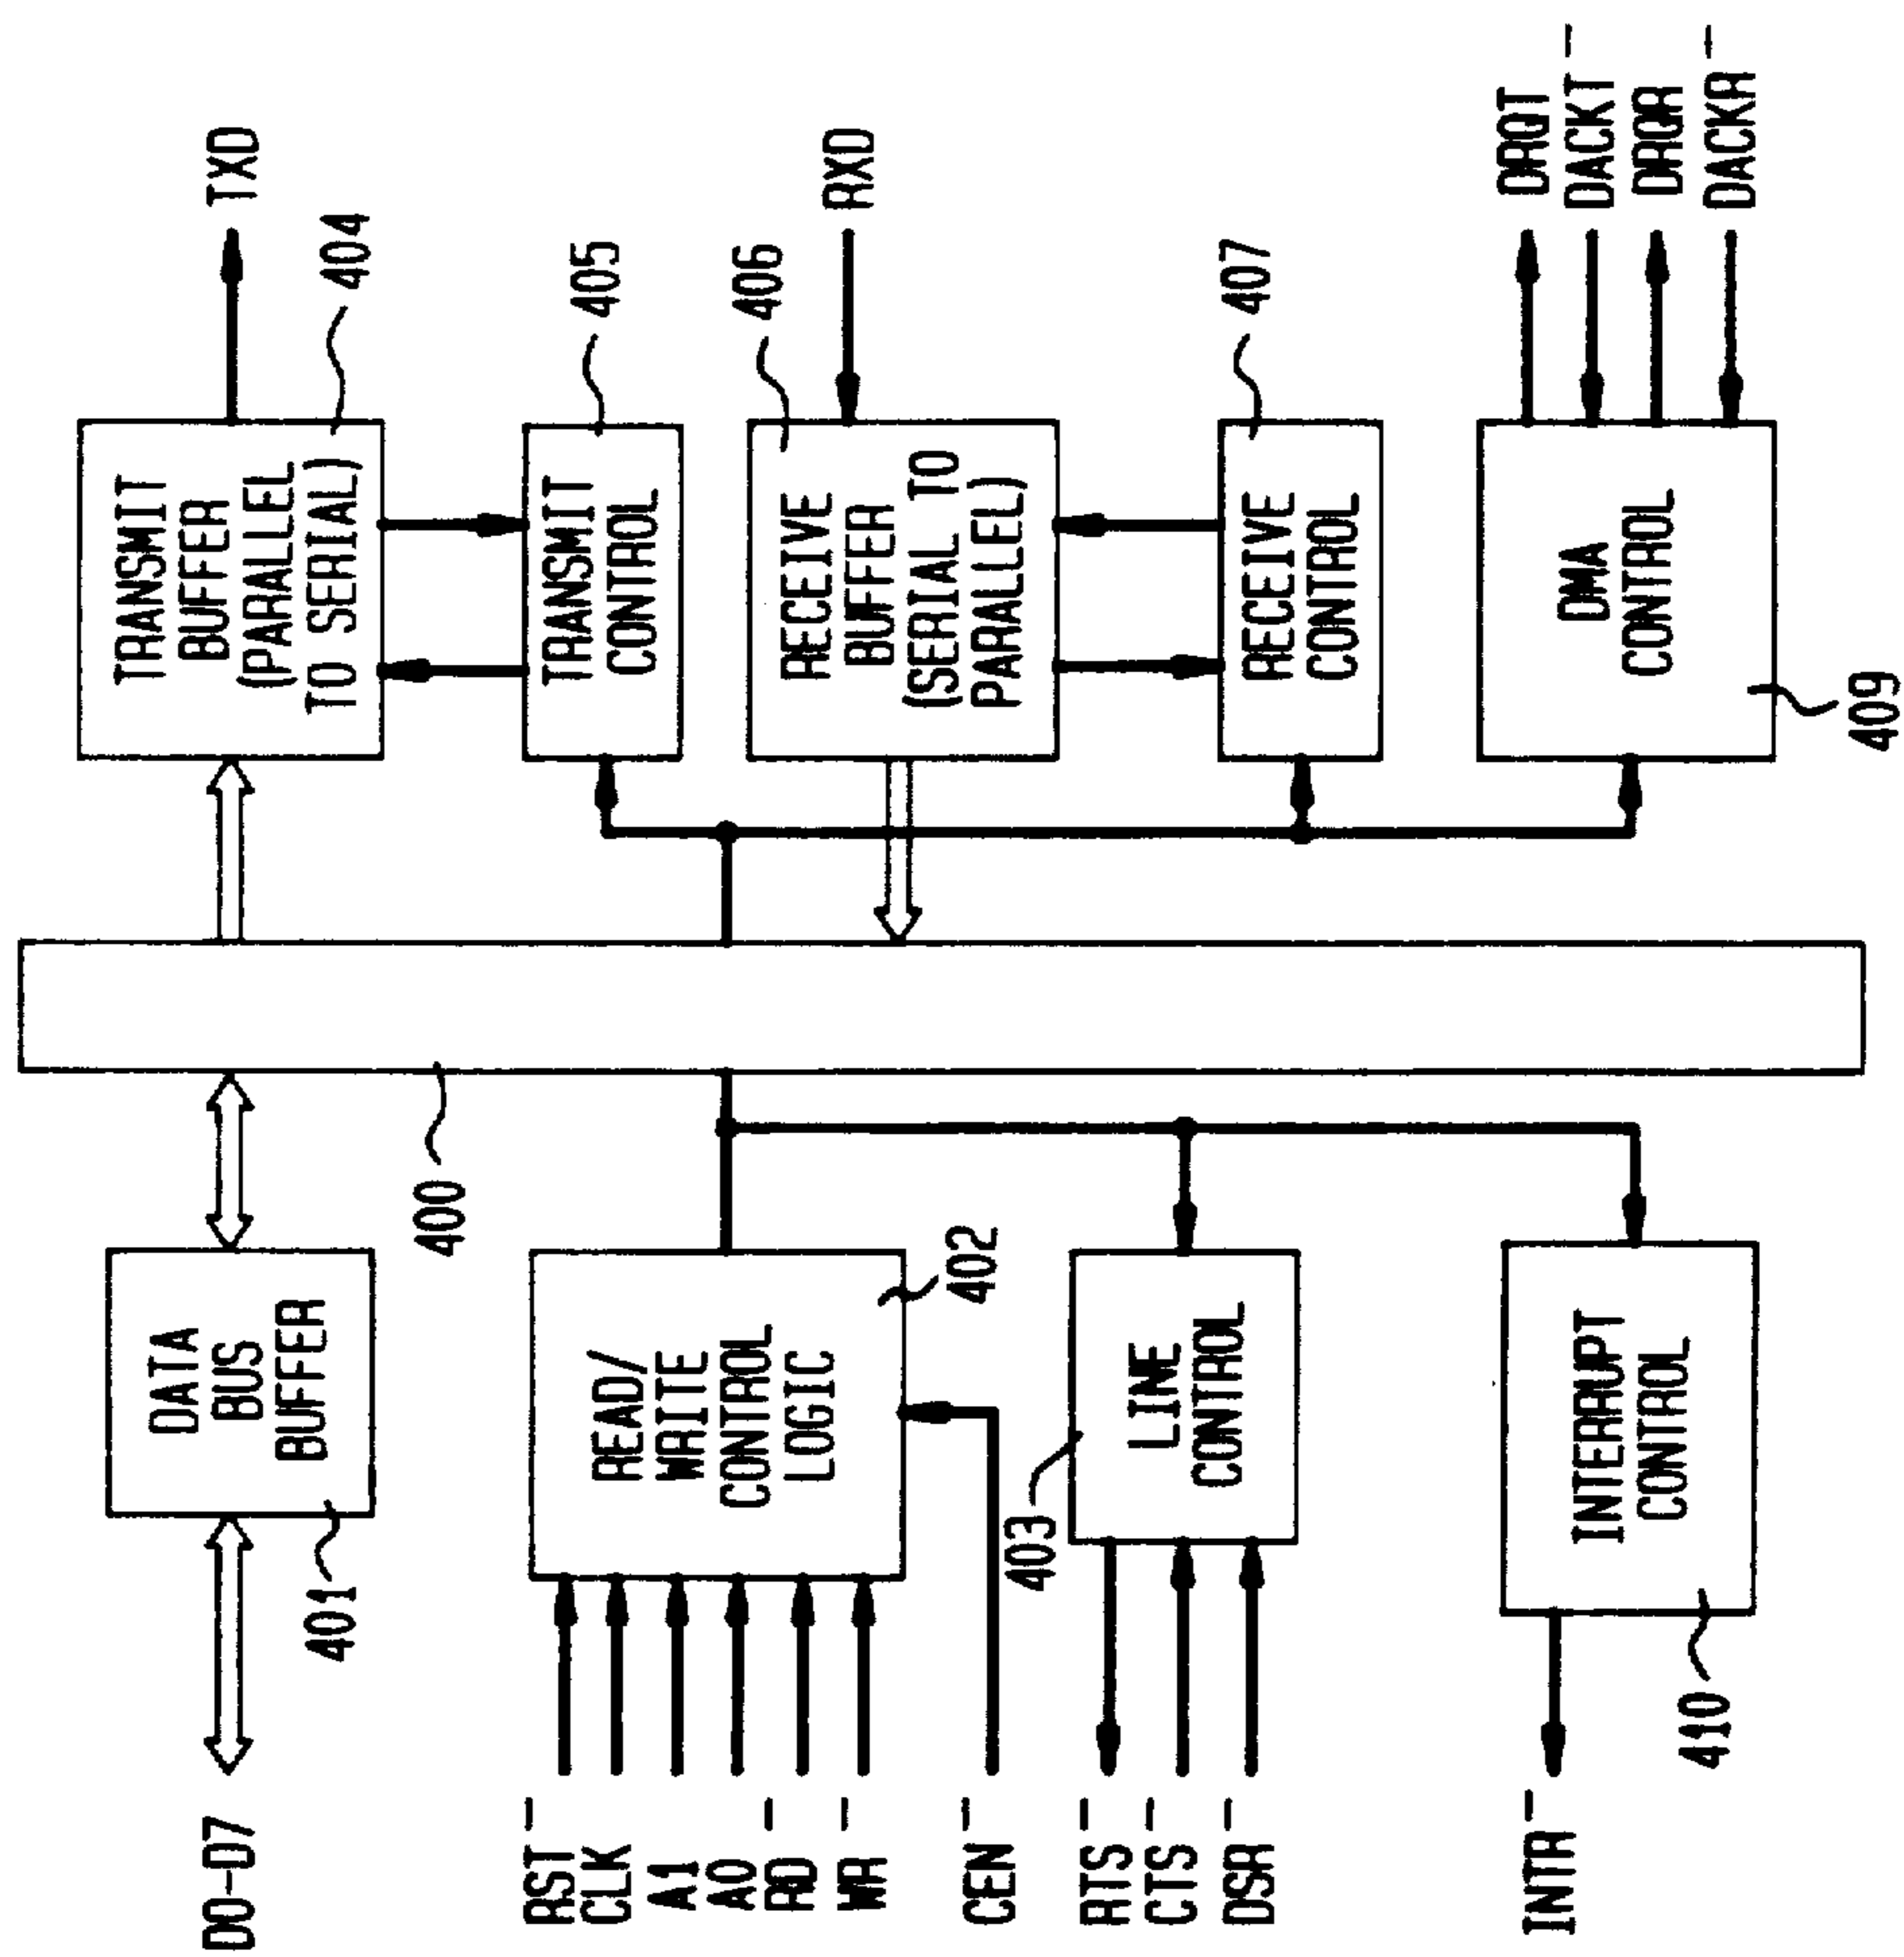 D0-D7
DATA
BUS
BUFFER
401
400
TRANSMIT
BUFFER
(PARALLEL
TO SERIAL)
TXD
404
RST-
CLK
A1
A0
RD-
WR-
CEN-
READ/
WRITE
CONTROL
LOGIC
402
TRANSMIT
CONTROL
405
RECEIVE
BUFFER
(SERIAL TO
PARALLEL)
406
RXD
RTS-
CTS-
DSR-
403
LINE
CONTROL
RECEIVE
CONTROL
407
INTR-
INTERRUPT
CONTROL
410
DMA
CONTROL
409
DRQT
DACKT-
DRQR
DACKR-